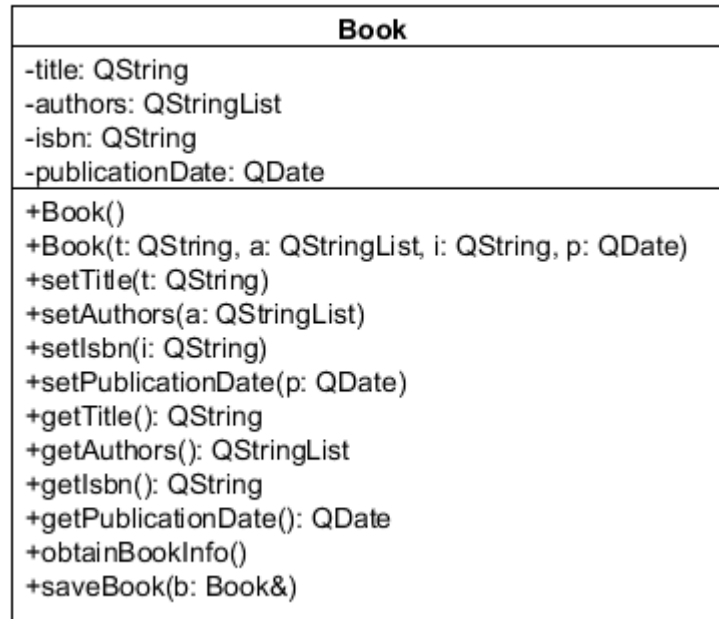 Book
-title: QString
-authors: QStringList
-isbn: QString
-publicationDate: QDate
+Book()
+Book(t: QString, a: QStringList, i: QString, p: QDate)
+setTitle(t: QString)
+setAuthors(a: QStringList)
+setIsbn(i: QString)
+setPublicationDate(p: QDate)
+getTitle(): QString
+getAuthors(): QStringList
+getIsbn(): QString
+getPublicationDate(): QDate
+obtainBookInfo()
+saveBook(b: Book&)